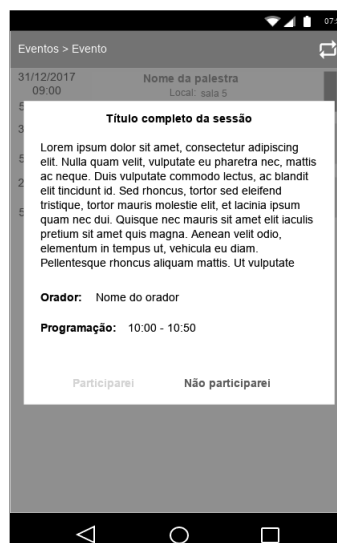 07:
Eventos > Evento
31/12/2017 Nome da palestra
09:00 Local: sala 5
Título completo da sessão
Lorem ipsum dolor sit amet, consectetur adipiscing
elit. Nulla quam velit, vulputate eu pharetra nec, mattis
ac neque. Duis vulputate commodo lectus, ac blandit
elit tincidunt id. Sed rhoncus, tortor sed eleifend
tristique, tortor mauris molestie elit, et lacinia ipsum
quam nec dui. Quisque nec mauris sit amet elit iaculis
pretium sit amet quis magna. Aenean velit odio,
elementum in tempus ut, vehicula eu diam.
Pellentesque rhoncus aliquam mattis. Ut vulputate
Orador: Nome do orador
Programação: 10:00 - 10:50
Participarei Não participarei